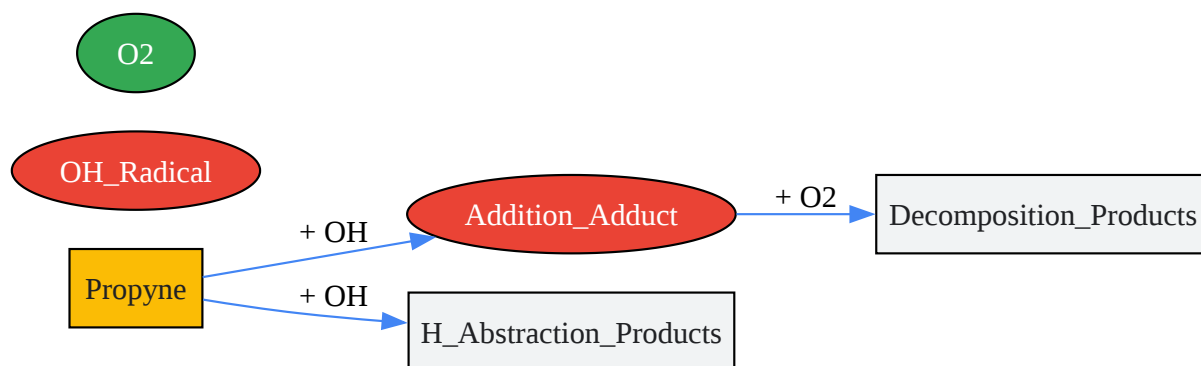 O2
OH_Radical
Propyne
+ OH
+ OH
Addition_Adduct
H_Abstraction_Products
+ O2
Decomposition_Products